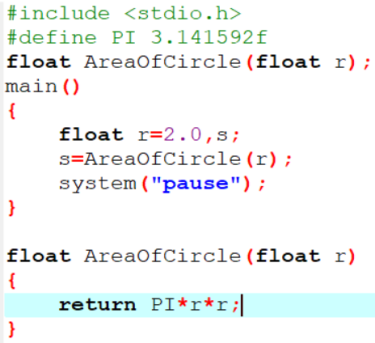 #include <stdio.h>
#define PI 3.141592f
float AreaOfCircle(float r);
main()
{
    float r=2.0,s;
    s=AreaOfCircle(r);
    system("pause");
}

float AreaOfCircle(float r)
{
    return PI*r*r;
}